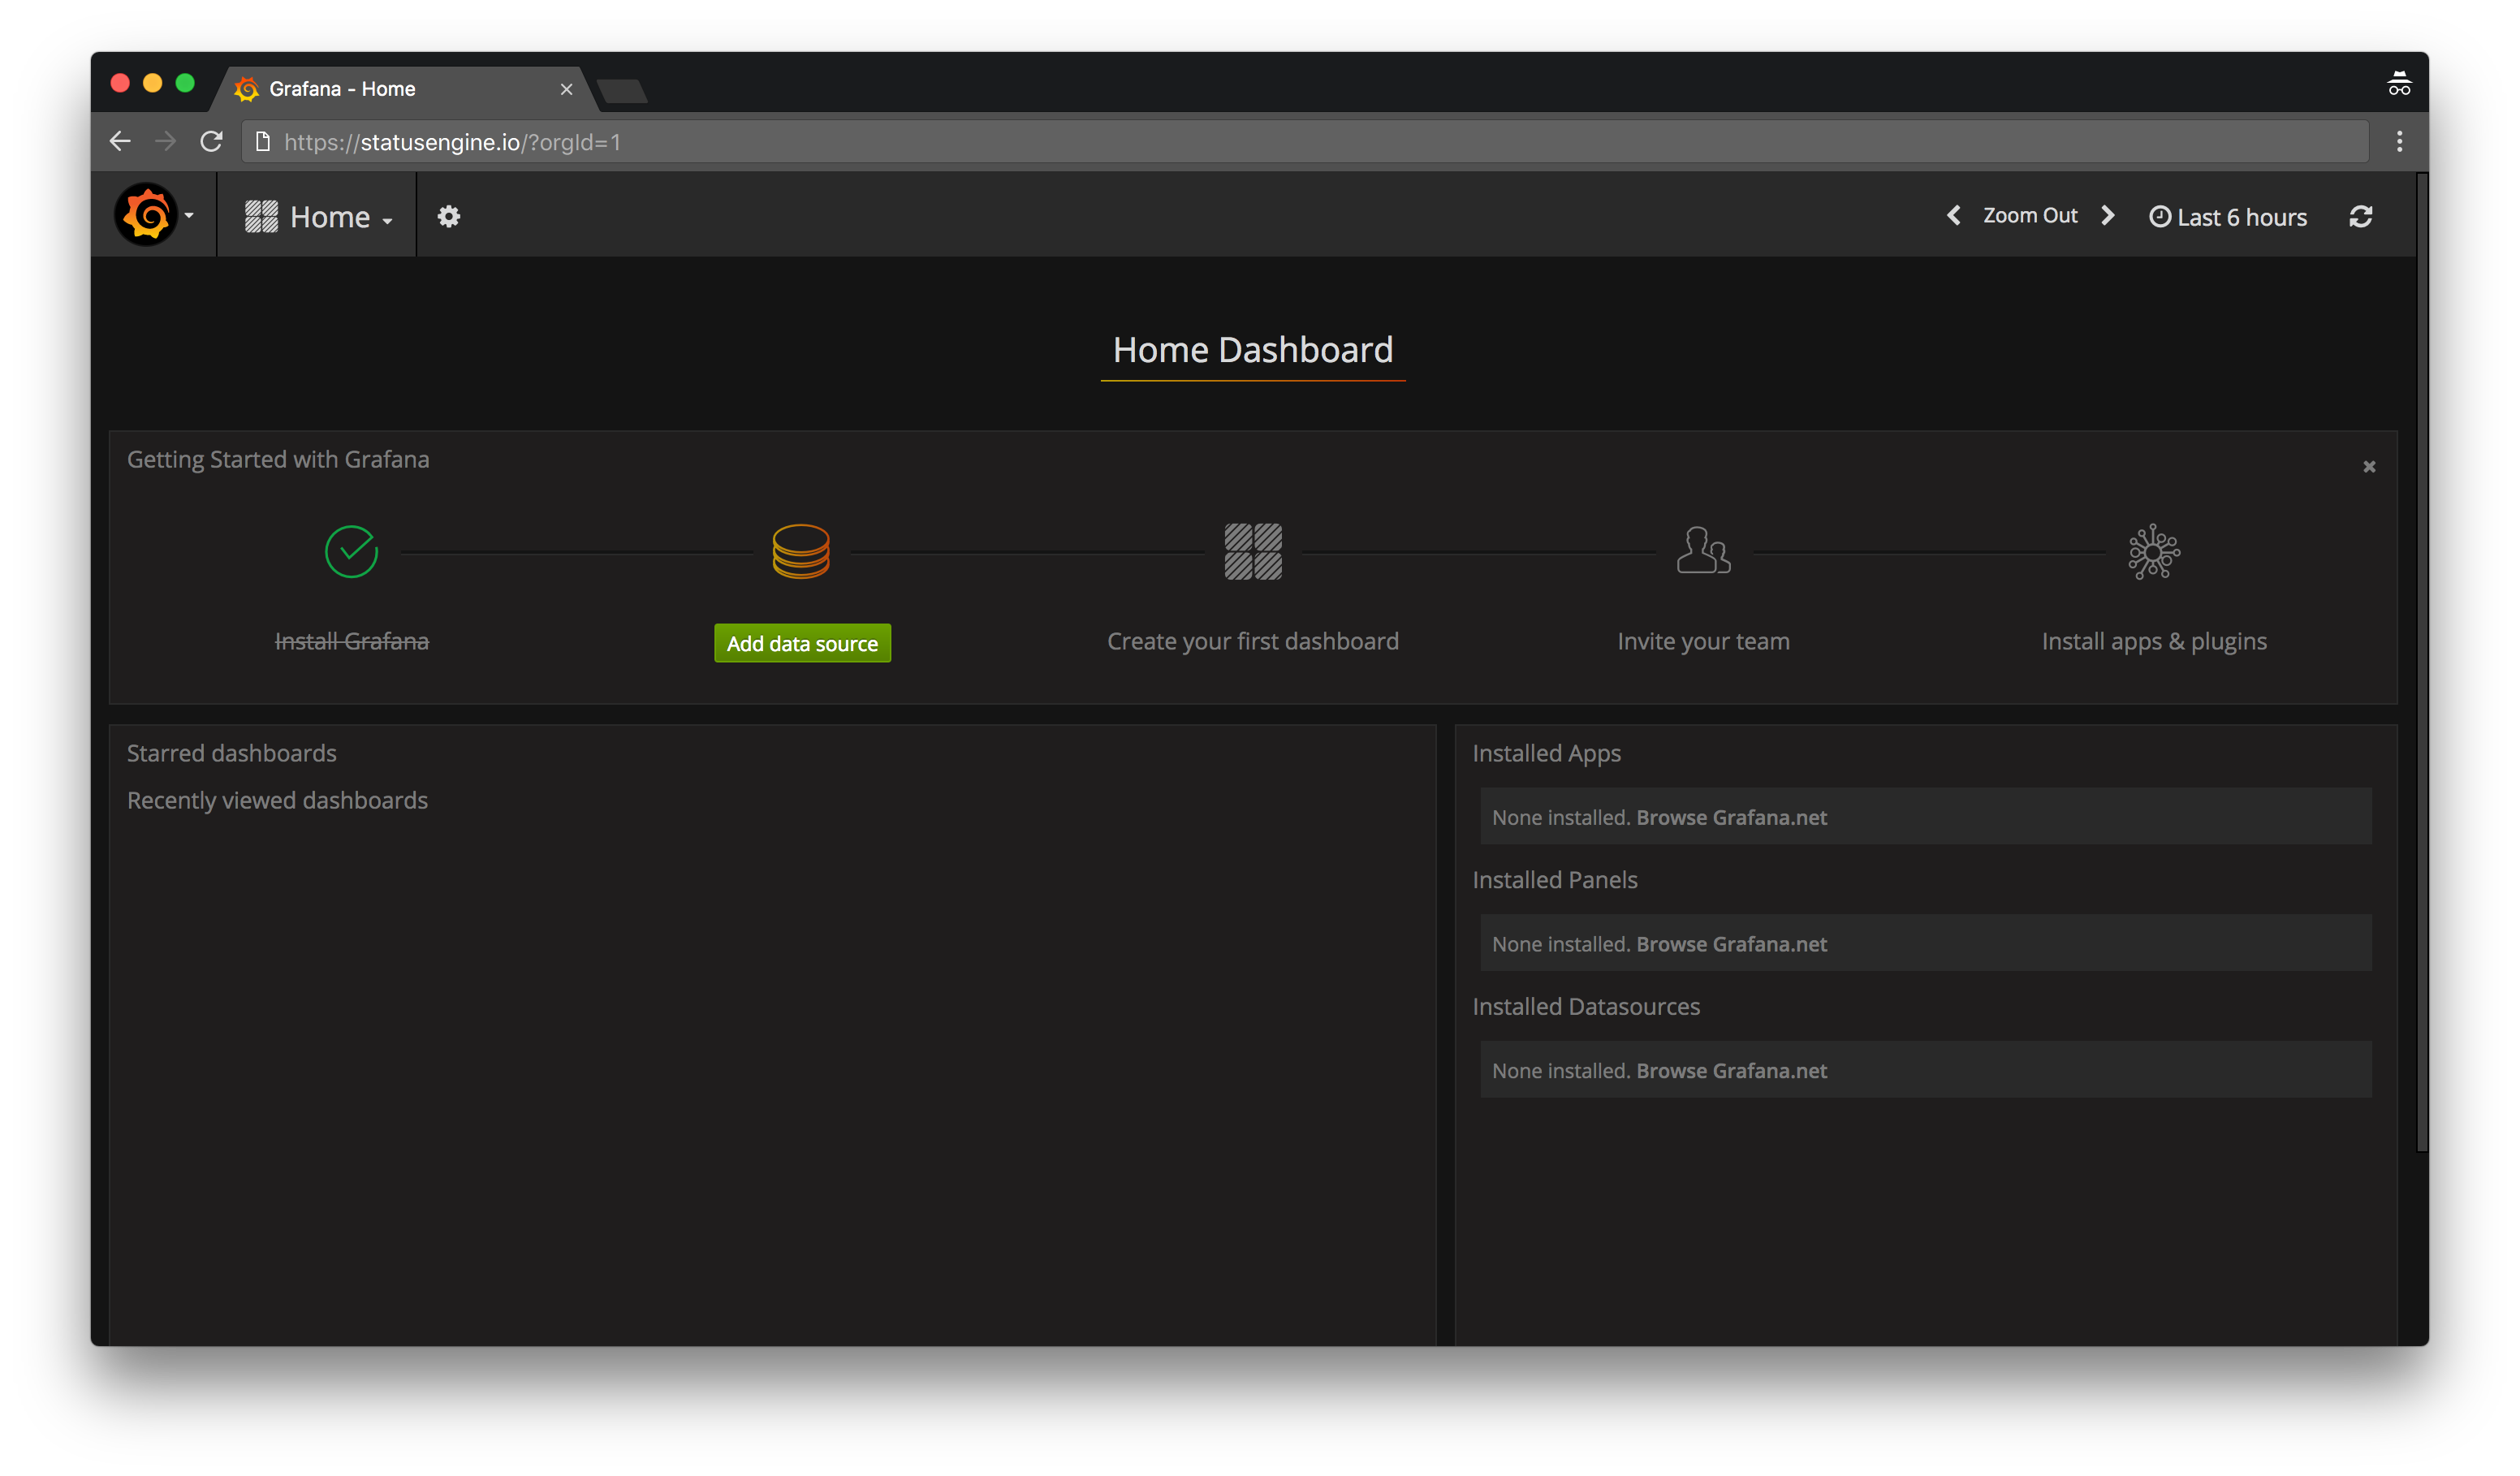 Grafana - Home
https://statusengine.io/?orgId=1
Home
Zoom Out
Last 6 hours
Home Dashboard
Getting Started with Grafana
Install Grafana
Add data source
Create your first dashboard
Invite your team
Install apps & plugins
Starred dashboards
Recently viewed dashboards
Installed Apps
None installed. Browse Grafana.net
Installed Panels
None installed. Browse Grafana.net
Installed Datasources
None installed. Browse Grafana.net